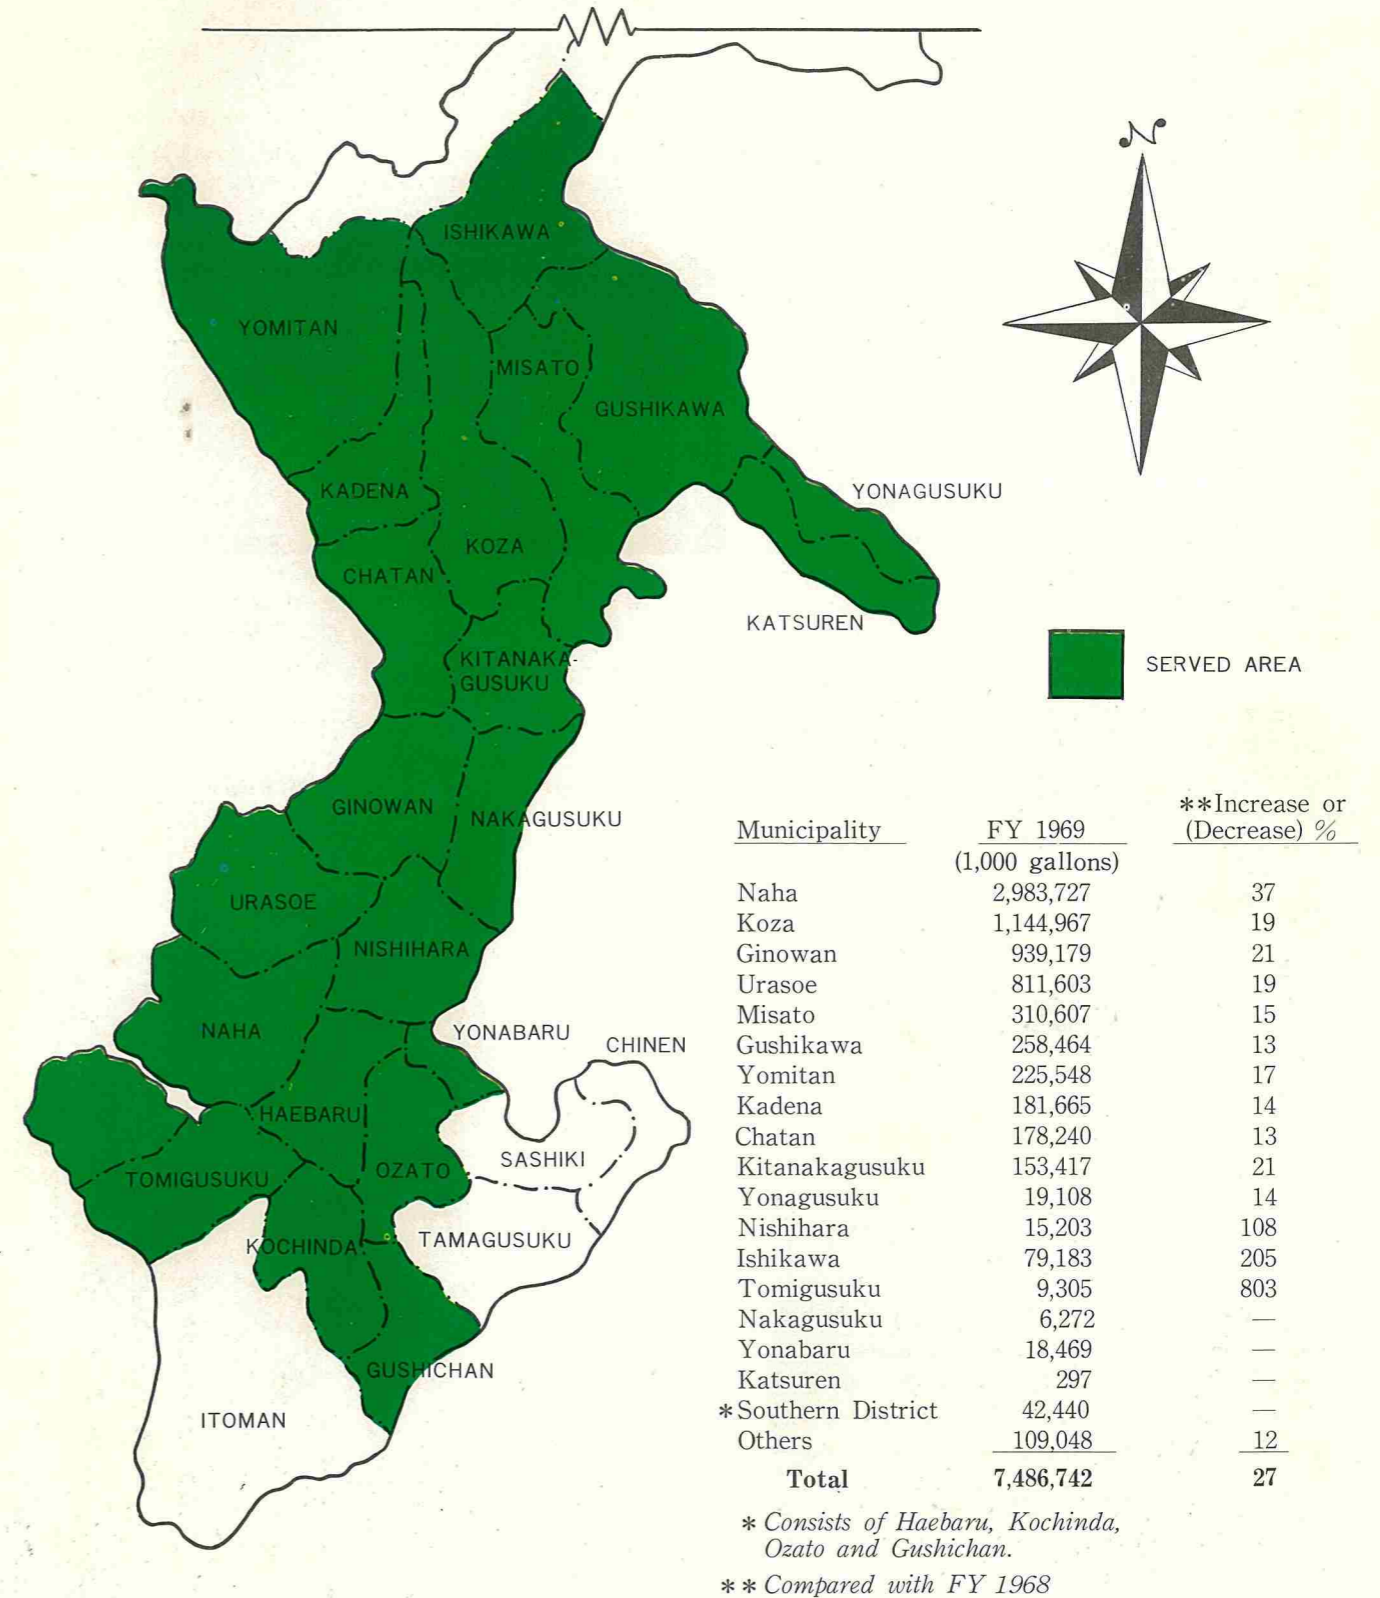 N
ISHIKAWA
YOMITAN
MISATO
GUSHIKAWA
KADENA
YONAGUSUKU
KOZA
CHATAN
KATSUREN
KITANAKA-
GUSUKU
SERVED AREA
GINOWAN
NAKAGUSUKU
URASOE
NISHIHARA
NAHA
YONABARU
CHINEN
HAEBARU
SASHIKI
OZATO
TOMIGUSUKU
TAMAGUSUKU
KOCHINDA
GUSHICHAN
ITOMAN
**Increase or
Municipality FY 1969 (Decrease) %
(1,000 gallons)
Naha 2,983,727 37
Koza 1,144,967 19
Ginowan 939,179 21
Urasoe 811,603 19
Misato 310,607 15
Gushikawa 258,464 13
Yomitan 225,548 17
Kadena 181,665 14
Chatan 178,240 13
Kitanakagusuku 153,417 21
Yonagusuku 19,108 14
Nishihara 15,203 108
Ishikawa 79,183 205
Tomigusuku 9,305 803
Nakagusuku 6,272 —
Yonabaru 18,469 —
Katsuren 297 —
*Southern District 42,440 —
Others 109,048 12
Total 7,486,742 27
* Consists of Haebaru, Kochinda,
Ozato and Gushichan.
** Compared with FY 1968